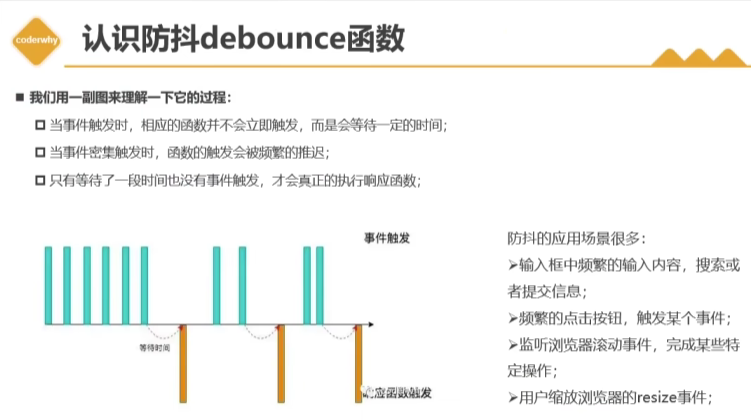 coderwhy
认识防抖debounce函数
我们用一副图来理解一下它的过程：
当事件触发时，相应的函数并不会立即触发，而是会等待一定的时间；
当事件密集触发时，函数的触发会被频繁的推迟；
只有等待了一段时间也没有事件触发，才会真正的执行响应函数；
事件触发
等待时间
响应函数触发
防抖的应用场景很多：
➢输入框中频繁的输入内容，搜索或
者提交信息；
➢频繁的点击按钮，触发某个事件；
➢监听浏览器滚动事件，完成某些特
定操作；
➢用户缩放浏览器的resize事件；